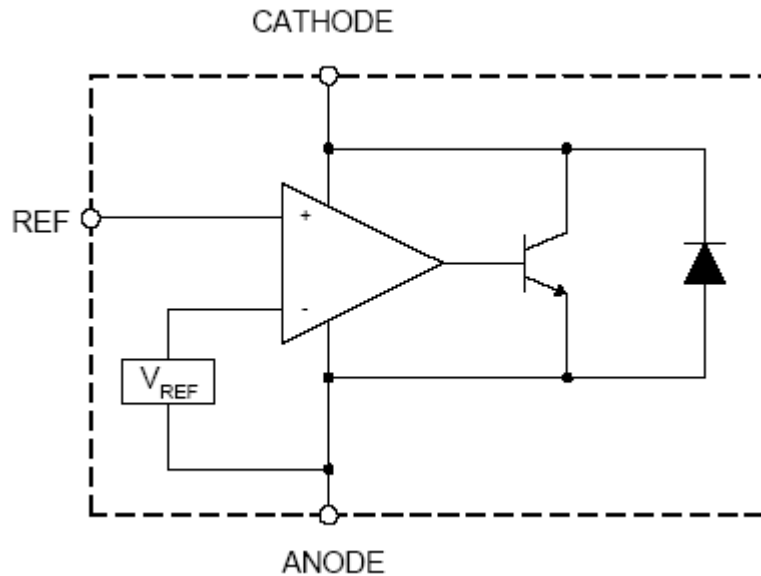 CATHODE
REF
+
-
VREF
ANODE